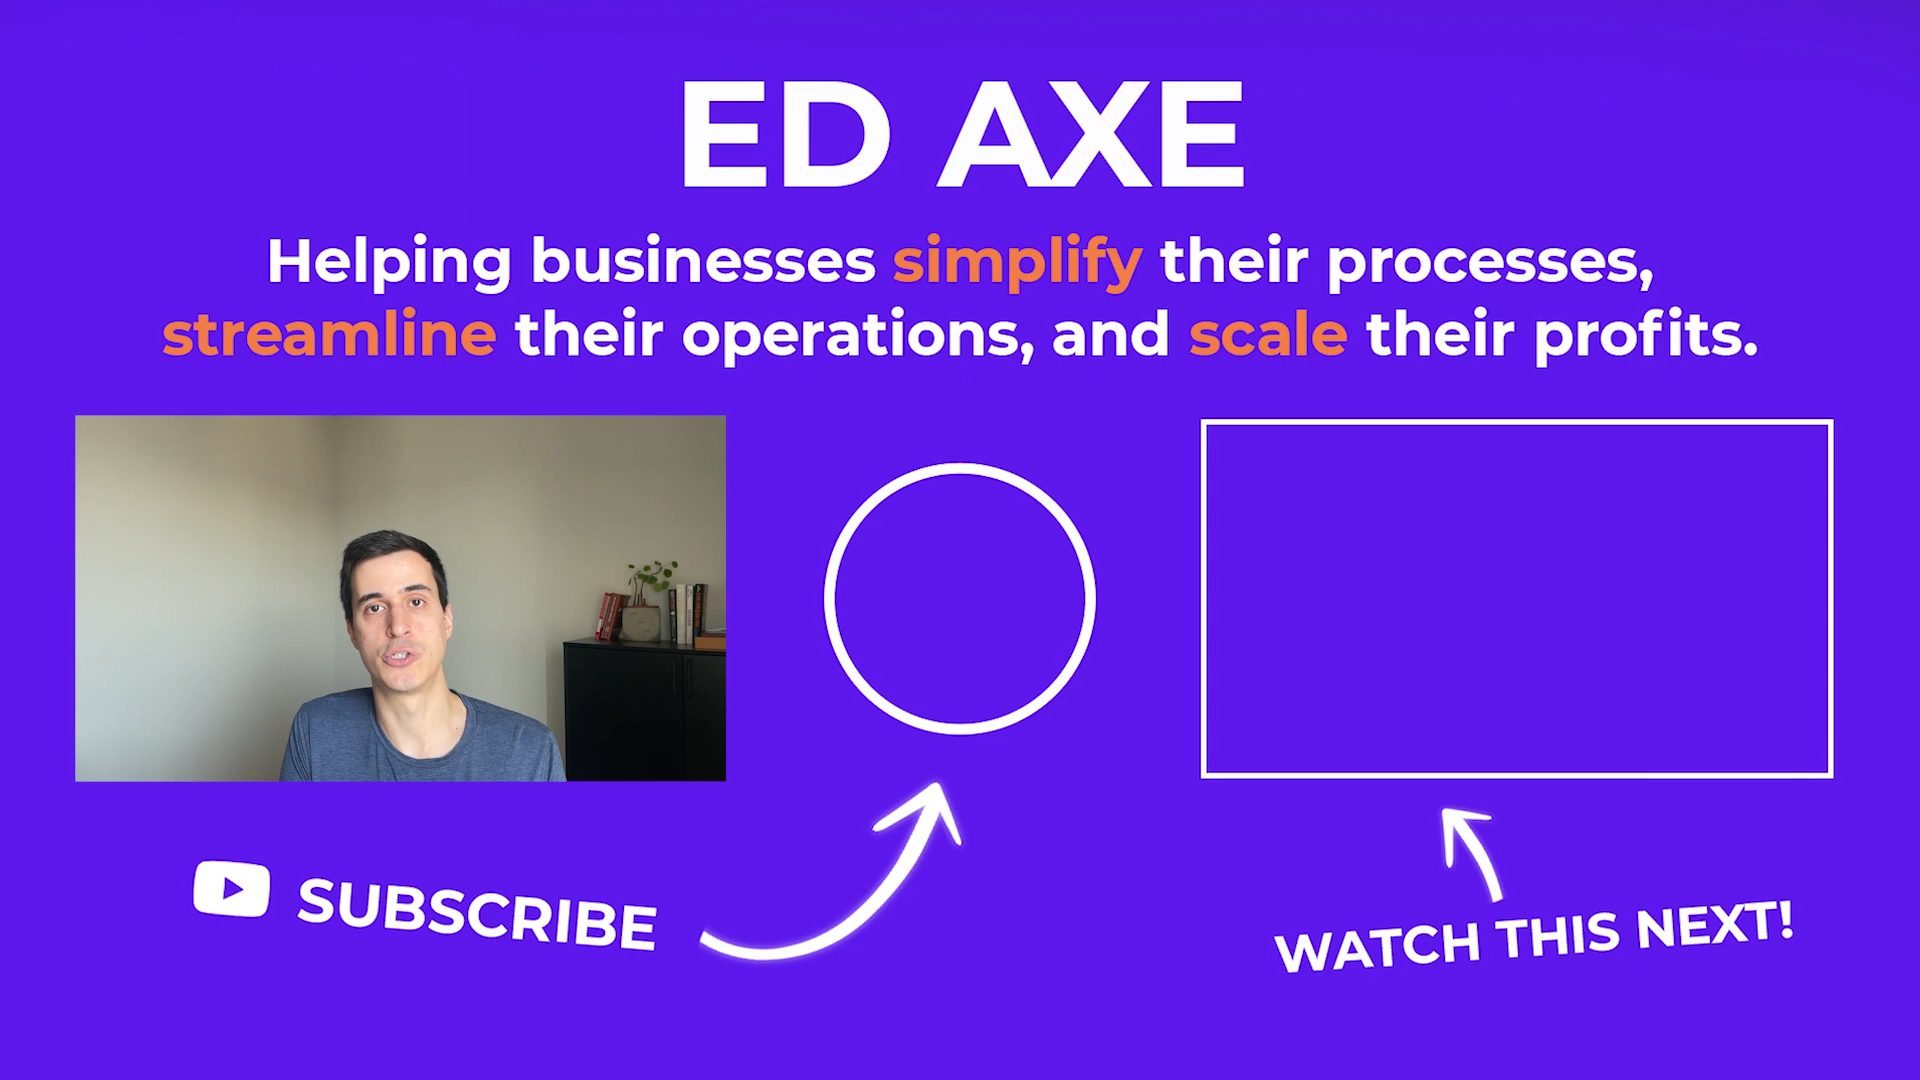 ED AXE
Helping businesses simplify their processes,
streamline their operations, and scale their profits.
SUBSCRIBE
WATCH THIS NEXT!